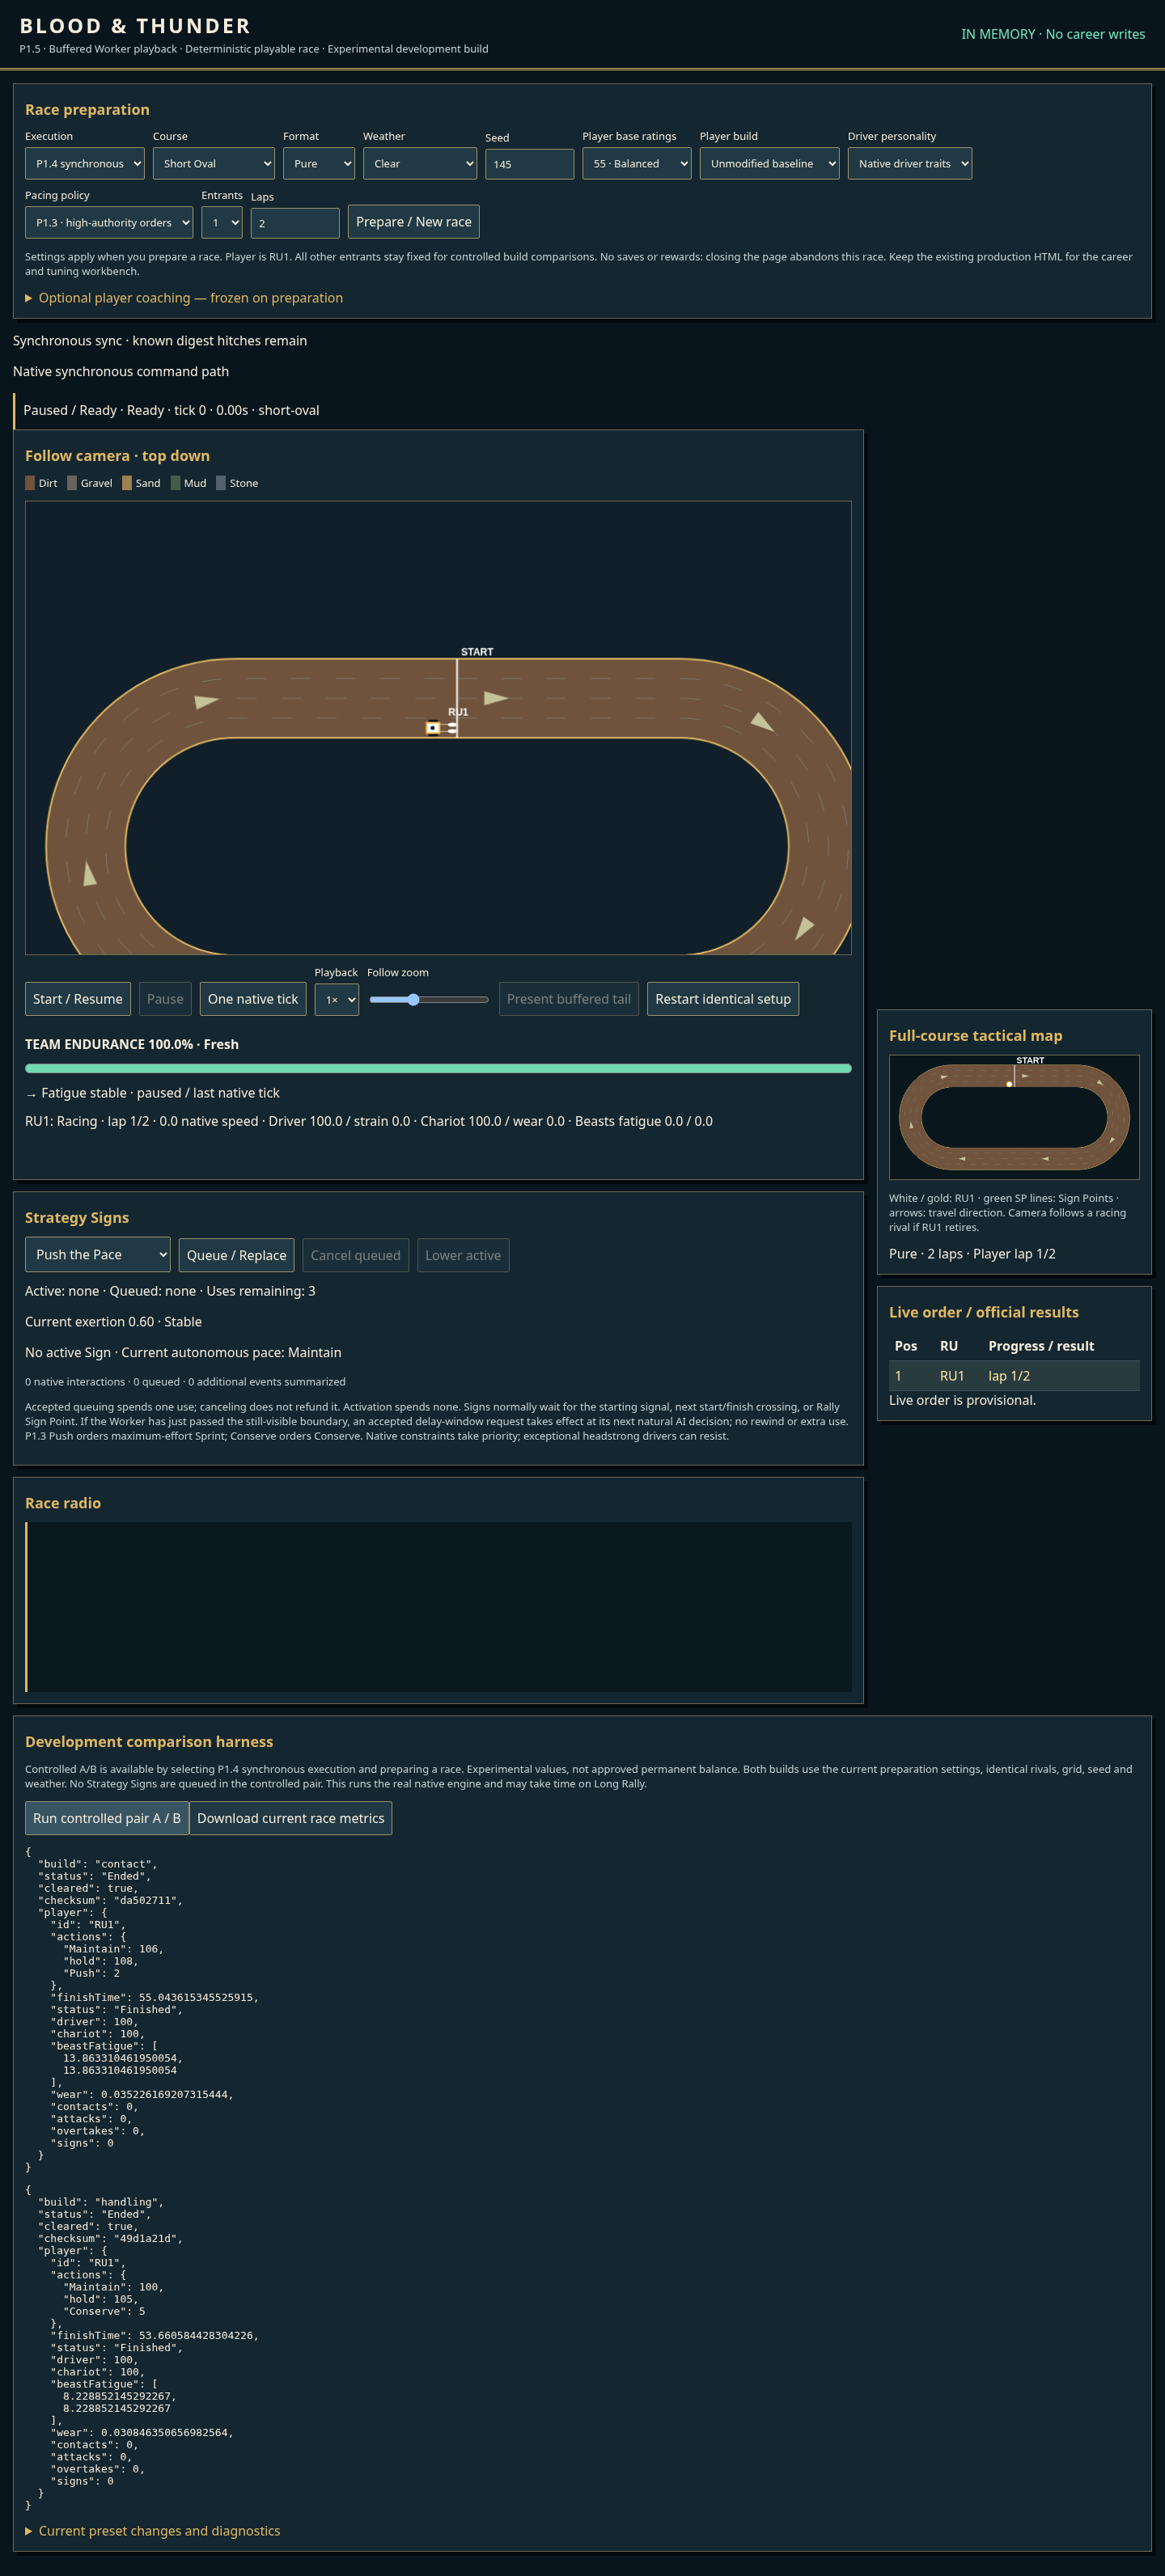 BLOOD & THUNDER
P1.5 · Buffered Worker playback · Deterministic playable race · Experimental development build
IN MEMORY · No career writes
Race preparation
Execution Course Format Weather Seed Player base ratings Player build Driver personality
P1.4 synchronous Short Oval Pure Clear 145 55 · Balanced Unmodified baseline Native driver traits
Pacing policy Entrants Laps
P1.3 · high-authority orders 1 2 Prepare / New race
Settings apply when you prepare a race. Player is RU1. All other entrants stay fixed for controlled build comparisons. No saves or rewards: closing the page abandons this race. Keep the existing production HTML for the career
and tuning workbench.
Optional player coaching — frozen on preparation
Synchronous sync · known digest hitches remain
Native synchronous command path
Paused / Ready · Ready · tick 0 · 0.00s · short-oval
Follow camera · top down
Dirt Gravel Sand Mud Stone
START
RU1
Playback Follow zoom
Start / Resume Pause One native tick 1× Present buffered tail Restart identical setup
TEAM ENDURANCE 100.0% · Fresh
→ Fatigue stable · paused / last native tick
RU1: Racing · lap 1/2 · 0.0 native speed · Driver 100.0 / strain 0.0 · Chariot 100.0 / wear 0.0 · Beasts fatigue 0.0 / 0.0
Full-course tactical map
START
White / gold: RU1 · green SP lines: Sign Points ·
arrows: travel direction. Camera follows a racing
rival if RU1 retires.
Pure · 2 laps · Player lap 1/2
Strategy Signs
Push the Pace Queue / Replace Cancel queued Lower active
Active: none · Queued: none · Uses remaining: 3
Current exertion 0.60 · Stable
No active Sign · Current autonomous pace: Maintain
0 native interactions · 0 queued · 0 additional events summarized
Accepted queuing spends one use; canceling does not refund it. Activation spends none. Signs normally wait for the starting signal, next start/finish crossing, or Rally
Sign Point. If the Worker has just passed the still-visible boundary, an accepted delay-window request takes effect at its next natural AI decision; no rewind or extra use.
P1.3 Push orders maximum-effort Sprint; Conserve orders Conserve. Native constraints take priority; exceptional headstrong drivers can resist.
Live order / official results
Pos RU Progress / result
1 RU1 lap 1/2
Live order is provisional.
Race radio
Development comparison harness
Controlled A/B is available by selecting P1.4 synchronous execution and preparing a race. Experimental values, not approved permanent balance. Both builds use the current preparation settings, identical rivals, grid, seed and
weather. No Strategy Signs are queued in the controlled pair. This runs the real native engine and may take time on Long Rally.
Run controlled pair A / B Download current race metrics
{
"build": "contact",
"status": "Ended",
"cleared": true,
"checksum": "da502711",
"player": {
"id": "RU1",
"actions": {
"Maintain": 106,
"hold": 108,
"Push": 2
},
"finishTime": 55.043615345525915,
"status": "Finished",
"driver": 100,
"chariot": 100,
"beastFatigue": [
13.863310461950054,
13.863310461950054
],
"wear": 0.035226169207315444,
"contacts": 0,
"attacks": 0,
"overtakes": 0,
"signs": 0
}
}
{
"build": "handling",
"status": "Ended",
"cleared": true,
"checksum": "49d1a21d",
"player": {
"id": "RU1",
"actions": {
"Maintain": 100,
"hold": 105,
"Conserve": 5
},
"finishTime": 53.660584428304226,
"status": "Finished",
"driver": 100,
"chariot": 100,
"beastFatigue": [
8.228852145292267,
8.228852145292267
],
"wear": 0.030846350656982564,
"contacts": 0,
"attacks": 0,
"overtakes": 0,
"signs": 0
}
}
Current preset changes and diagnostics